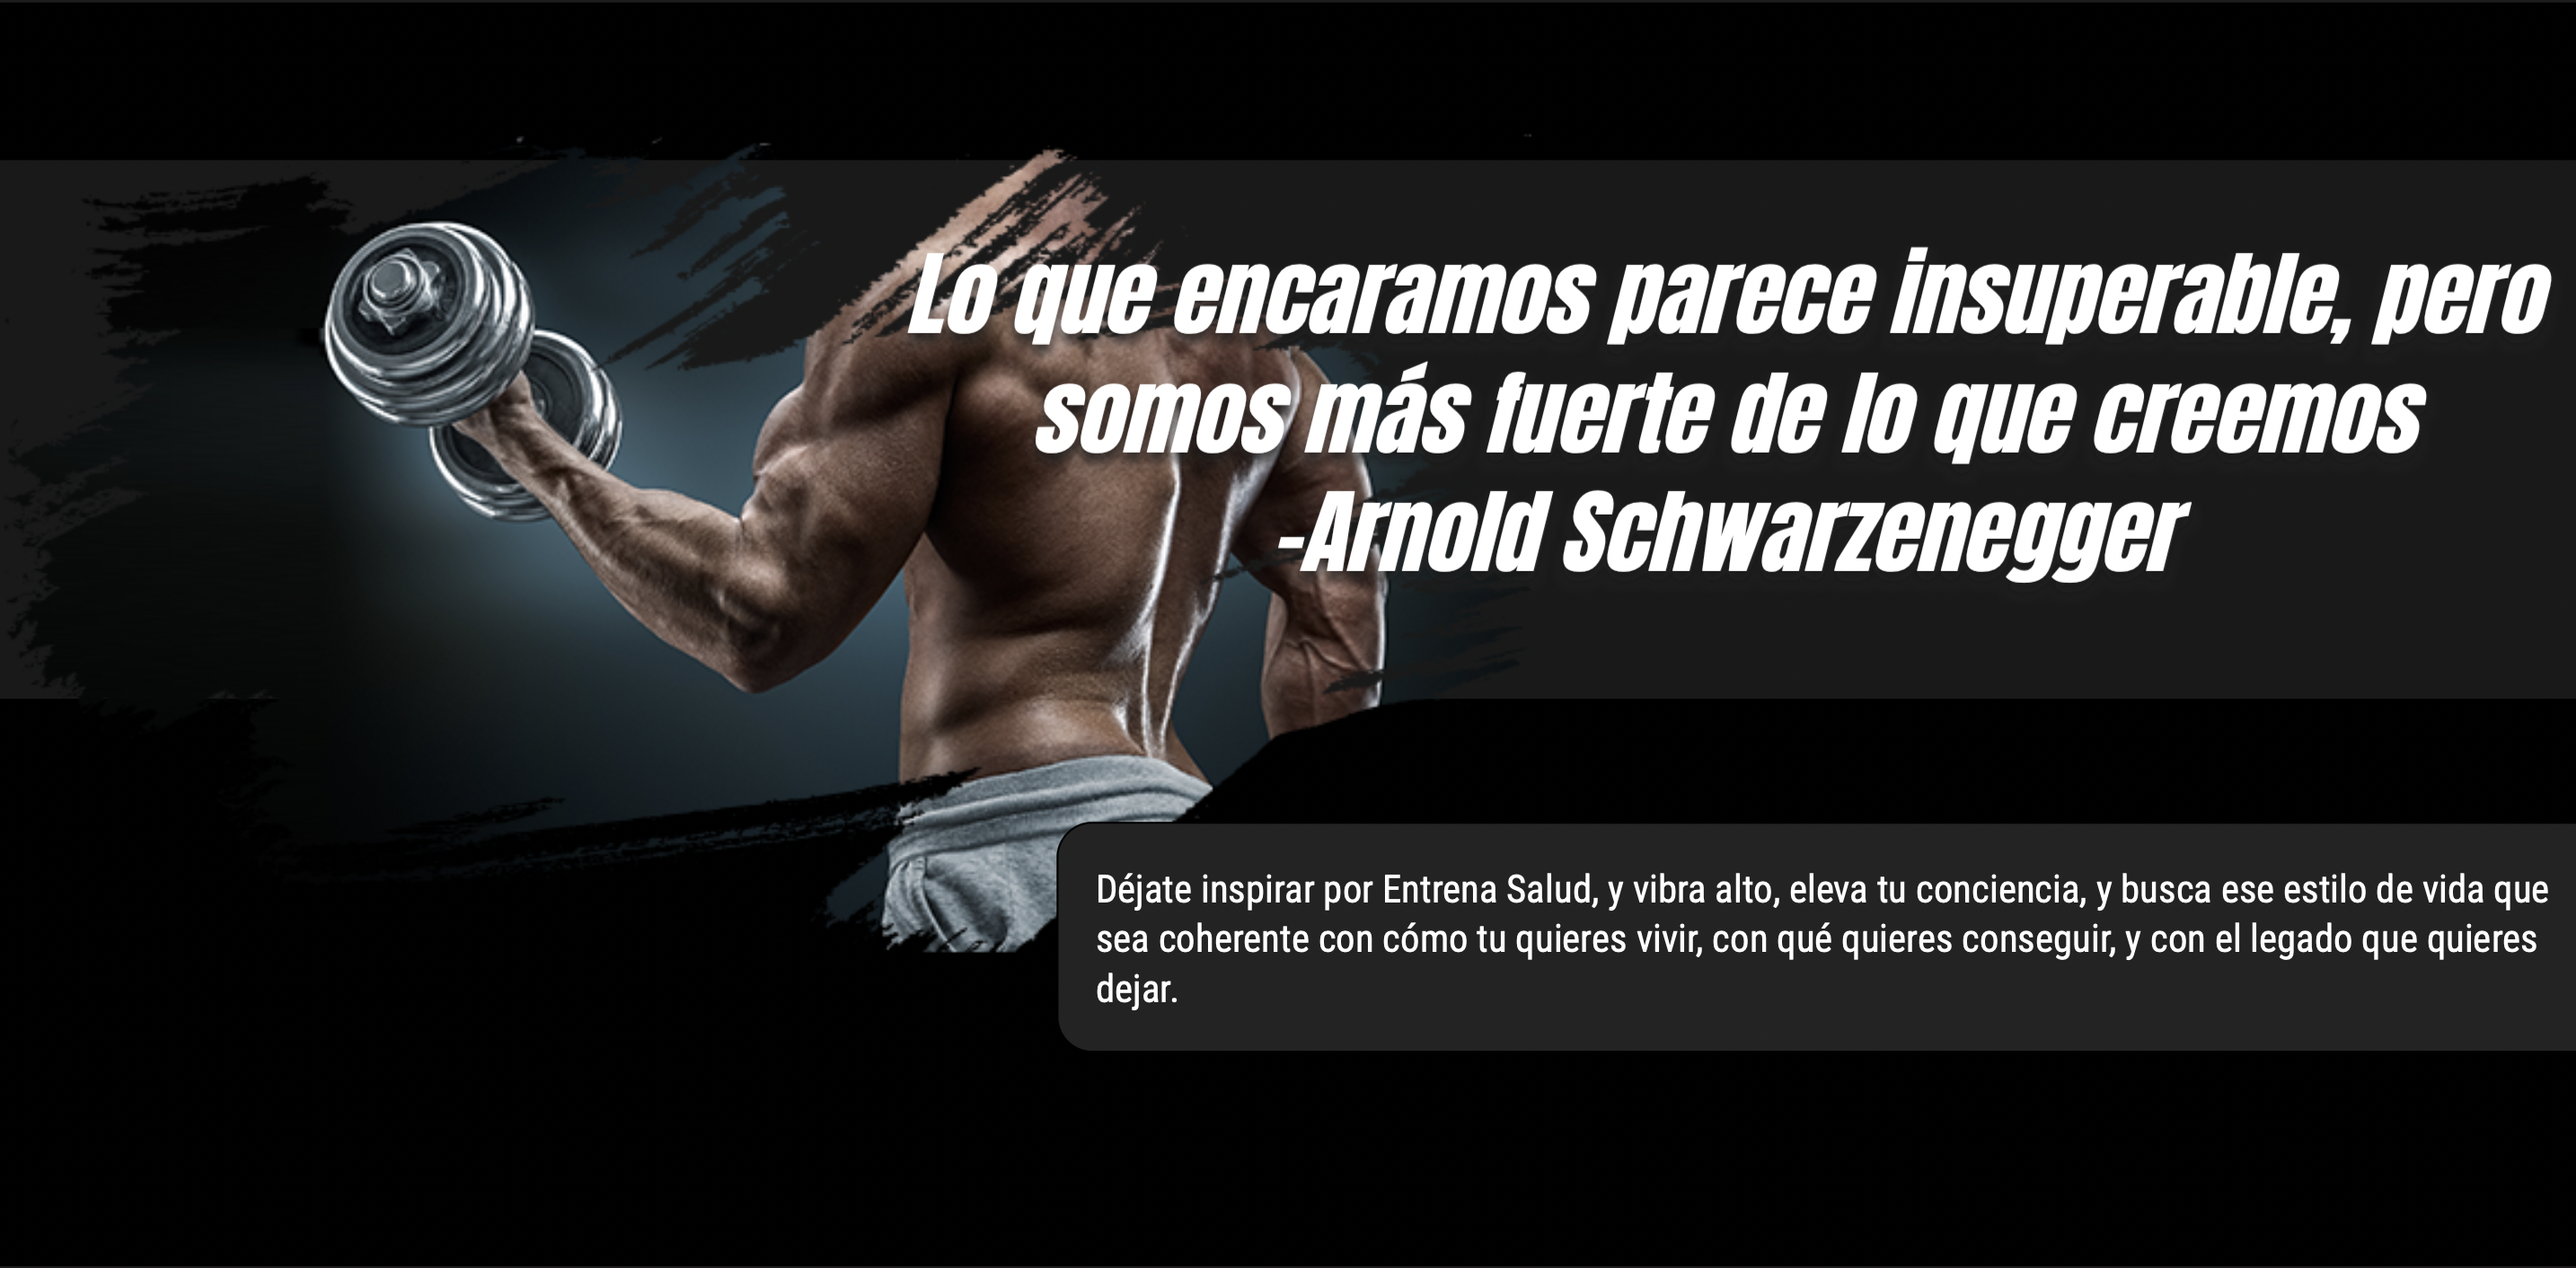 Lo que encaramos parece insuperable, pero
somos más fuerte de lo que creemos
-Arnold Schwarzenegger
Déjate inspirar por Entrena Salud, y vibra alto, eleva tu conciencia, y busca ese estilo de vida que
sea coherente con cómo tu quieres vivir, con qué quieres conseguir, y con el legado que quieres
dejar.